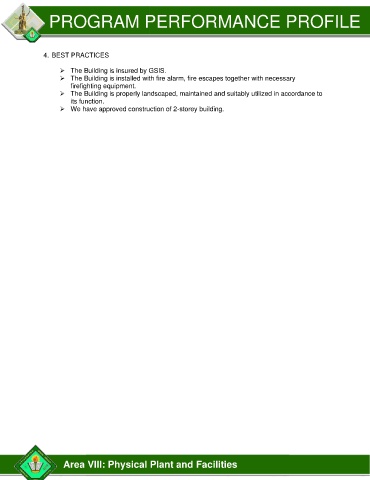 PROGRAM PERFORMANCE PROFILE
4. BEST PRACTICES
➢ The Building is insured by GSIS.
➢ The Building is installed with fire alarm, fire escapes together with necessary
firefighting equipment.
➢ The Building is properly landscaped, maintained and suitably utilized in accordance to
its function.
➢ We have approved construction of 2-storey building.
Area VIII: Physical Plant and Facilities